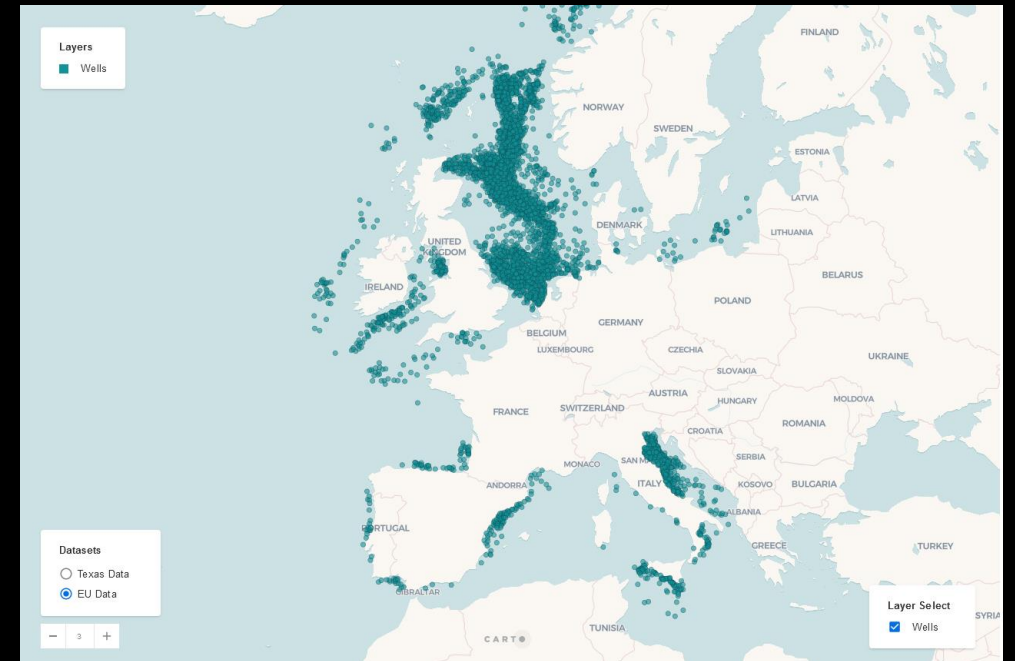 Layers
Wells
FINLAND
NORWAY
SWEDEN
ESTONIA
LATVIA
DENMARK
LITHUANIA
UNITED
KINGDOM
BELARUS
IRELAND
POLAND
GERMANY
BELGIUM
LUXEMBOURG
CZECHIA
UKRAINE
SLOVAKIA
AUSTRIA
HUNGARY
MOLDOVA
FRANCE
SWITZERLAND
ROMANIA
CROATIA
SERBIA
MONACO
SAN M
ANDORRA
ITALY
KOSOVO
BULGARIA
ALBANIA
PORTUGAL
GREECE
TURKEY
Datasets
Texas Data
EU Data
GIBRALTAR
Layer Select
Wells
SYRIA
TUNISIA
− 3 +
CARTO